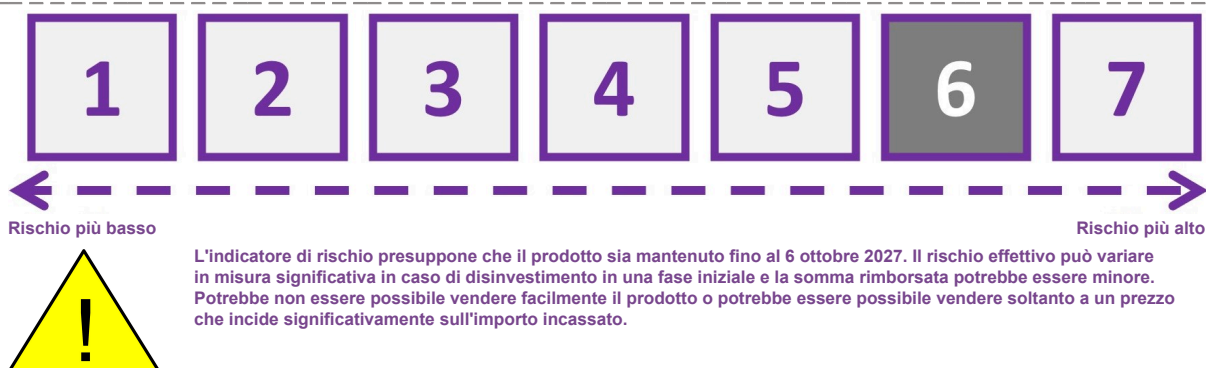 1 2 3 4 5 6 7
Rischio più basso Rischio più alto
L'indicatore di rischio presuppone che il prodotto sia mantenuto fino al 6 ottobre 2027. Il rischio effettivo può variare
in misura significativa in caso di disinvestimento in una fase iniziale e la somma rimborsata potrebbe essere minore.
Potrebbe non essere possibile vendere facilmente il prodotto o potrebbe essere possibile vendere soltanto a un prezzo
che incide significativamente sull'importo incassato.
!